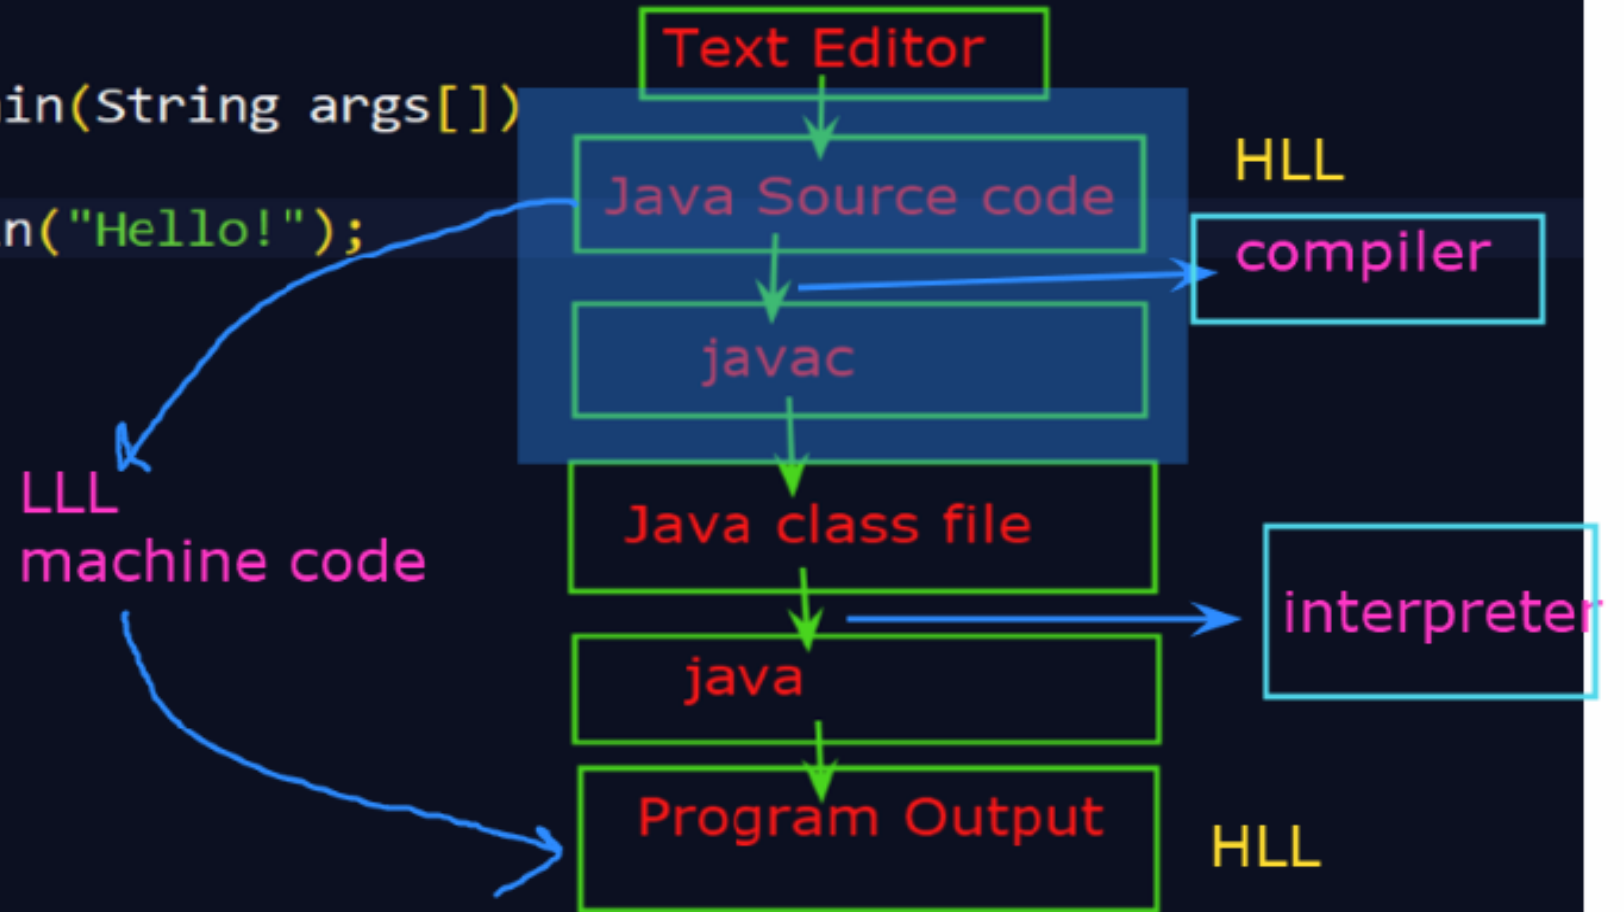 Text Editor
in(String args[])
Java Source code
HLL
n("Hello!");
compiler
javac
LLL
machine code
Java class file
interpreter
java
Program Output
HLL